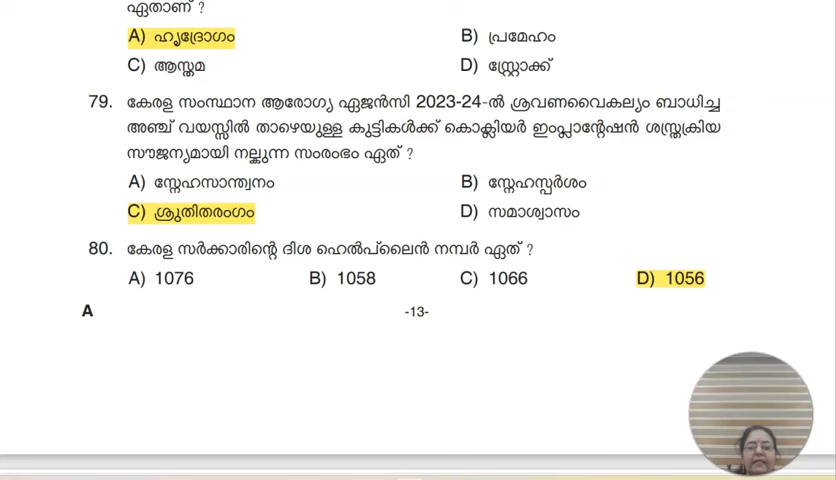 ഏതാണ് ?
A) ഹൃദ്രോഗം B) പ്രമേഹം
C) ആസ്തമ D) സ്ട്രോക്ക്
79. കേരള സംസ്ഥാന ആരോഗ്യ ഏജൻസി 2023-24-ൽ ശ്രവണവൈകല്യം ബാധിച്ച
അഞ്ച് വയസ്സിൽ താഴെയുള്ള കുട്ടികൾക്ക് കൊക്ലിയർ ഇംപ്ലാന്റേഷൻ ശസ്ത്രക്രിയ
സൗജന്യമായി നല്കുന്ന സംരംഭം ഏത് ?
A) സ്നേഹസാന്ത്വനം B) സ്നേഹസ്പർശം
C) ശ്രുതിതരംഗം D) സമാശ്വാസം
80. കേരള സർക്കാരിന്റെ ദിശ ഹെൽപ്‌ലൈൻ നമ്പർ ഏത് ?
A) 1076 B) 1058 C) 1066 D) 1056
A -13-